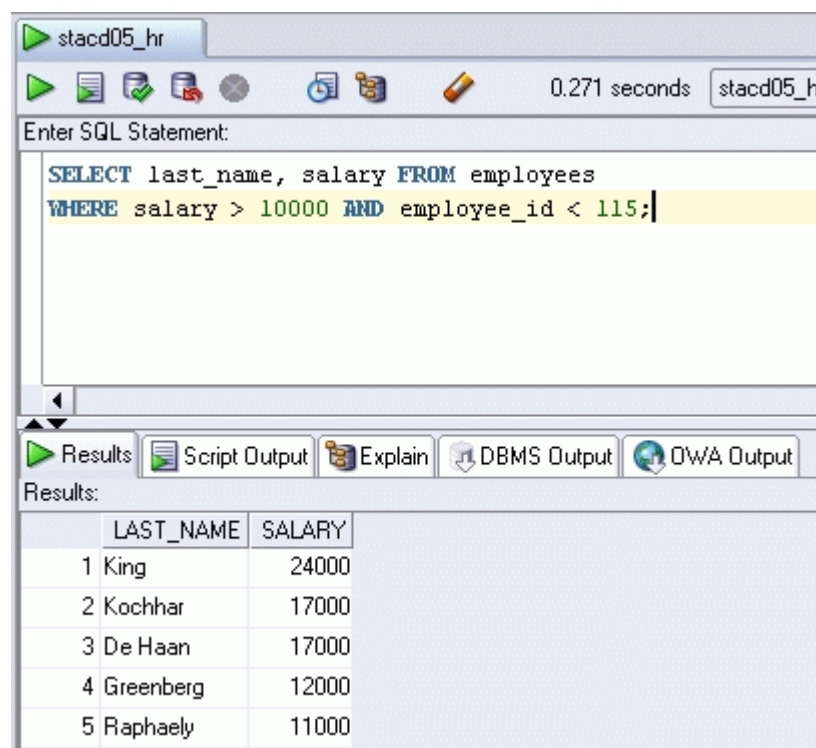 stacd05_hr
0.271 seconds stacd05_h
Enter SQL Statement:
SELECT last_name, salary FROM employees
WHERE salary > 10000 AND employee_id < 115;
Results Script Output Explain DBMS Output OWA Output
Results:
LAST_NAME SALARY
1 King 24000
2 Kochhar 17000
3 De Haan 17000
4 Greenberg 12000
5 Raphaely 11000